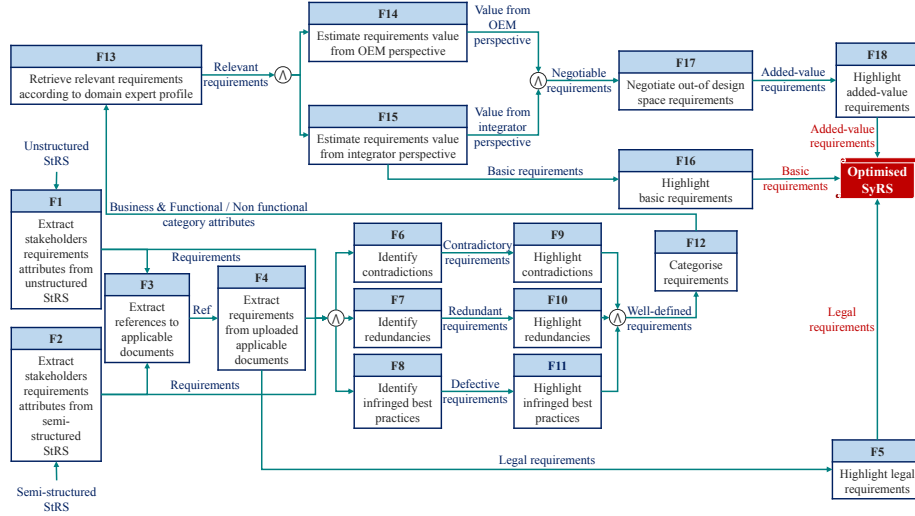 F14
Estimate requirements value
from OEM perspective
Value from
OEM
perspective
F13
Retrieve relevant requirements
according to domain expert profile
Relevant
requirements
F17
Negotiate out-of design
space requirements
Negotiable
requirements
Added-value
requirements
F18
Highlight
added-value
requirements
F15
Estimate requirements value
from integrator perspective
Value from
integrator
perspective
Added-value
requirements
Unstructured
StRS
Basic requirements
F16
Highlight
basic requirements
Basic
requirements
Optimised
SyRS
F1
Extract
stakeholders
requirements
attributes from
unstructured
StRS
Business & Functional / Non functional
category attributes
Requirements
F6
Identify
contradictions
Contradictory
requirements
F9
Highlight
contradictions
F12
Categorise
requirements
F3
Extract
references to
applicable
documents
Ref
F4
Extract
requirements
from uploaded
applicable
documents
F7
Identify
redundancies
Redundant
requirements
F10
Highlight
redundancies
Well-defined
requirements
Legal
requirements
F2
Extract
stakeholders
requirements
attributes from
semi-
structured
StRS
Requirements
F8
Identify
infringed best
practices
Defective
requirements
F11
Highlight
infringed best
practices
Legal requirements
F5
Highlight legal
requirements
Semi-structured
StRS